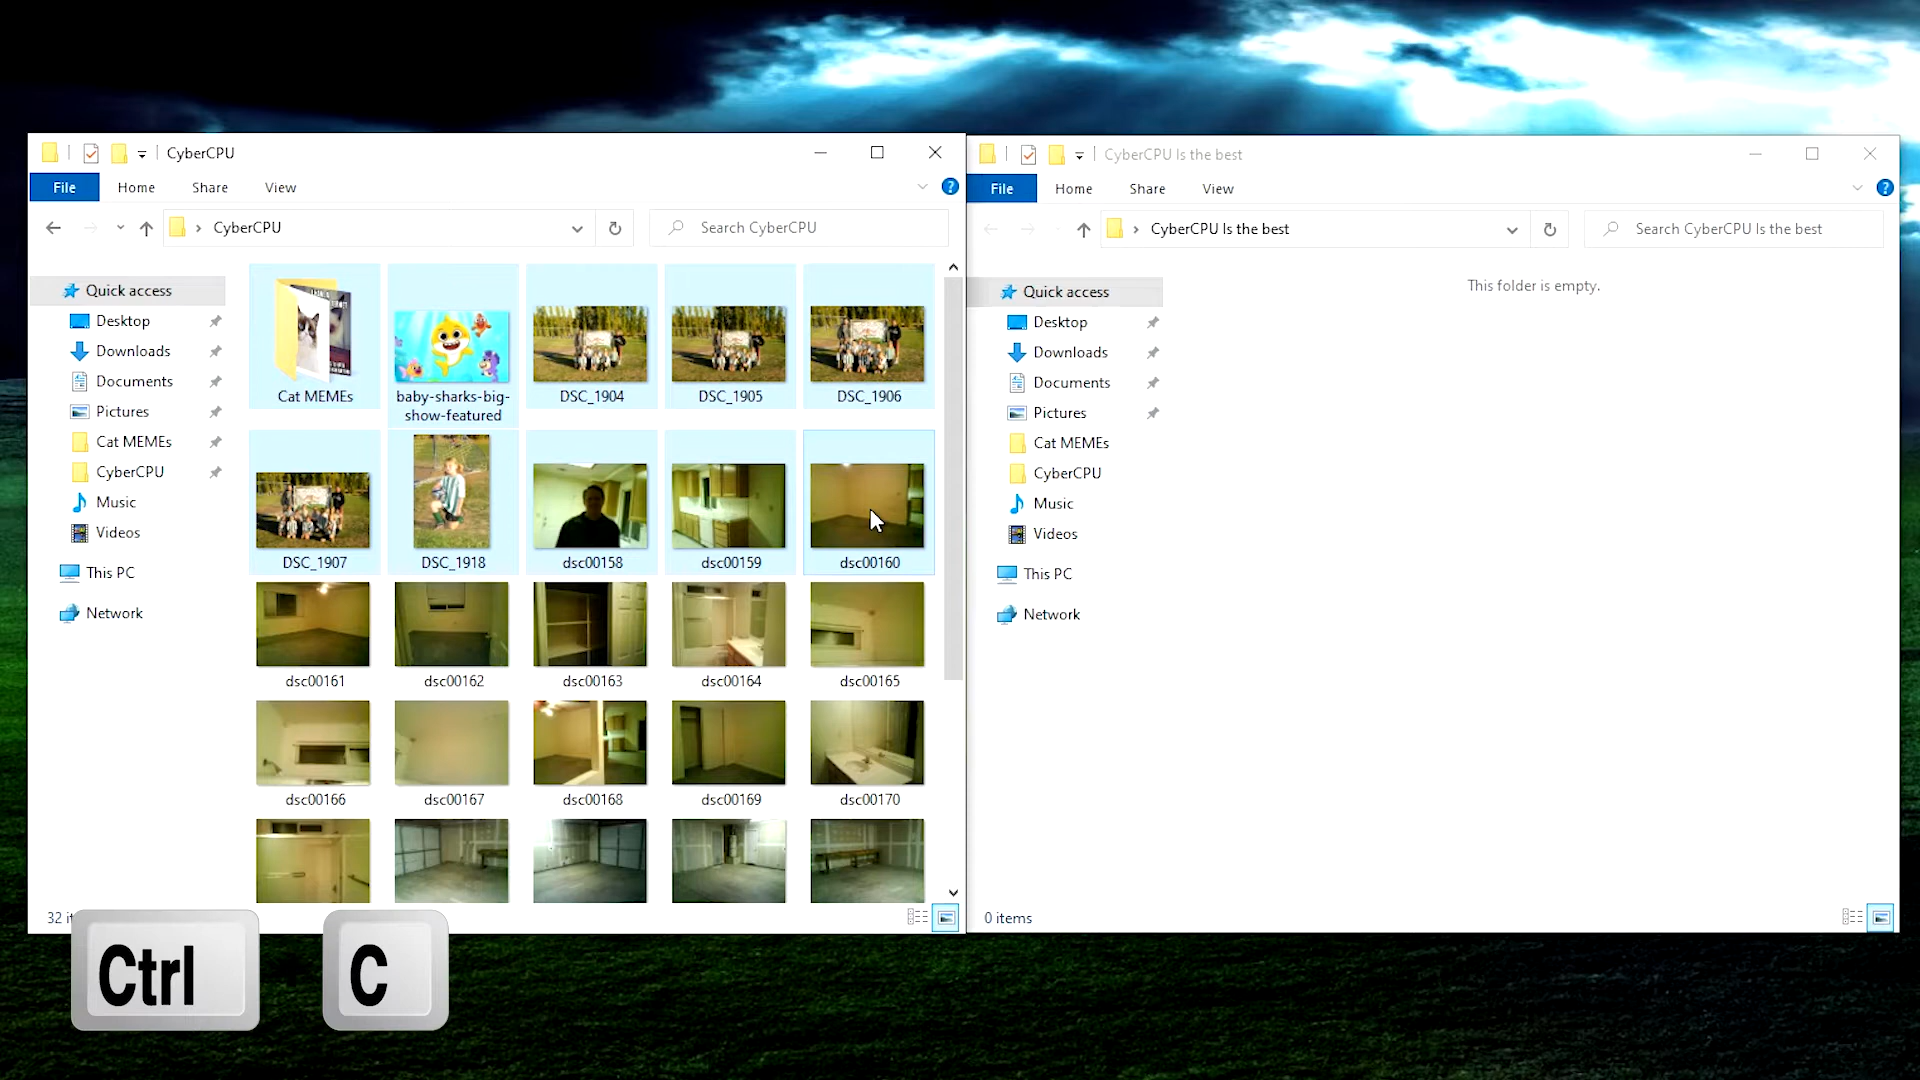 CyberCPU
File Home Share View
CyberCPU
Search CyberCPU
Quick access
Desktop
Downloads
Documents
Pictures
Cat MEMEs
CyberCPU
Music
Videos
This PC
Network
Cat MEMEs
baby-sharks-big-
show-featured
DSC_1904
DSC_1905
DSC_1906
DSC_1907
DSC_1918
dsc00158
dsc00159
dsc00160
dsc00161
dsc00162
dsc00163
dsc00164
dsc00165
dsc00166
dsc00167
dsc00168
dsc00169
dsc00170
32
CyberCPU Is the best
File Home Share View
CyberCPU Is the best
Search CyberCPU Is the best
Quick access
Desktop
Downloads
Documents
Pictures
Cat MEMEs
CyberCPU
Music
Videos
This PC
Network
This folder is empty.
0 items
Ctrl C